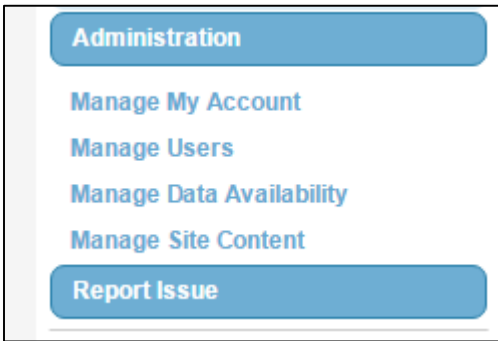 Administration
Manage My Account
Manage Users
Manage Data Availability
Manage Site Content
Report Issue